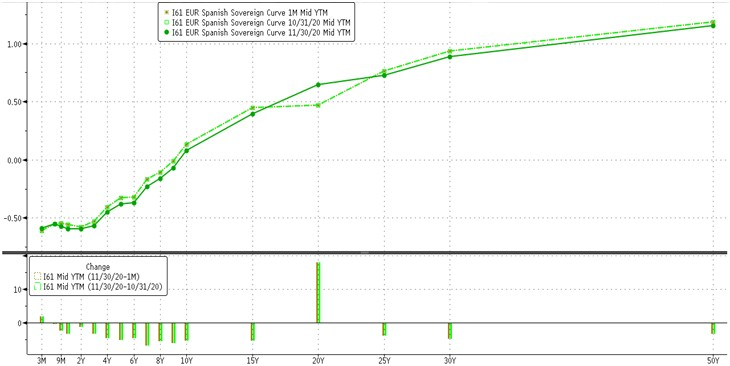 I61 EUR Spanish Sovereign Curve 1M Mid YTM
I61 EUR Spanish Sovereign Curve 10/31/20 Mid YTM
I61 EUR Spanish Sovereign Curve 11/30/20 Mid YTM
1.00
0.50
0.00
-0.50
Change
I61 Mid YTM (11/30/20-1M)
I61 Mid YTM (11/30/20-10/31/20)
10
0
3M 9M 2Y 4Y 6Y 8Y 10Y 15Y 20Y 25Y 30Y 50Y